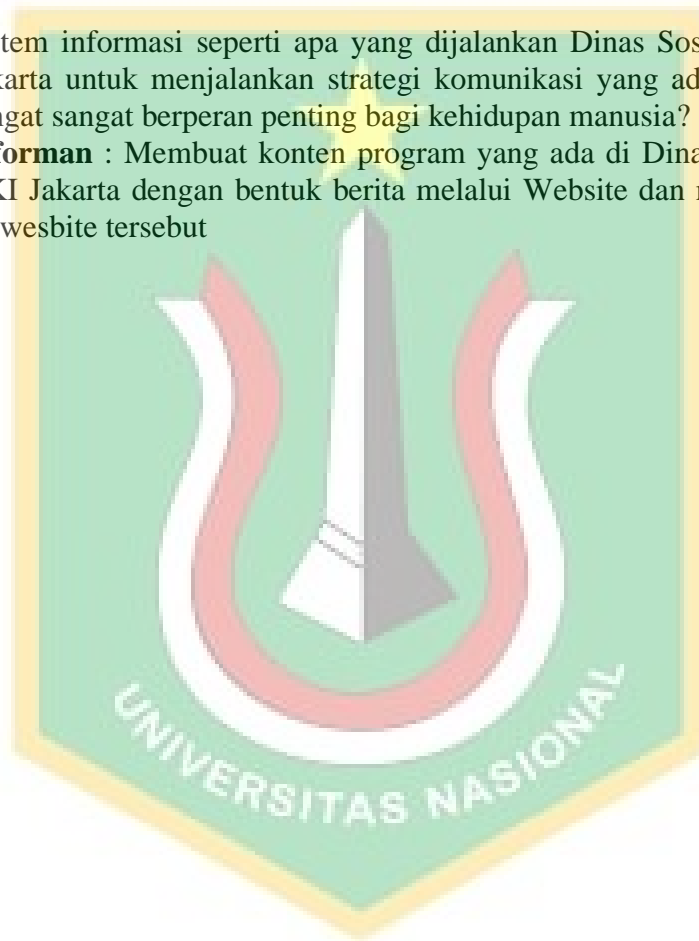 tem informasi seperti apa yang dijalankan Dinas Sos
karta untuk menjalankan strategi komunikasi yang ad
ngat sangat berperan penting bagi kehidupan manusia?
forman : Membuat konten program yang ada di Dina
KI Jakarta dengan bentuk berita melalui Website dan
wesbite tersebut
UNIVERSITAS NASIONAL